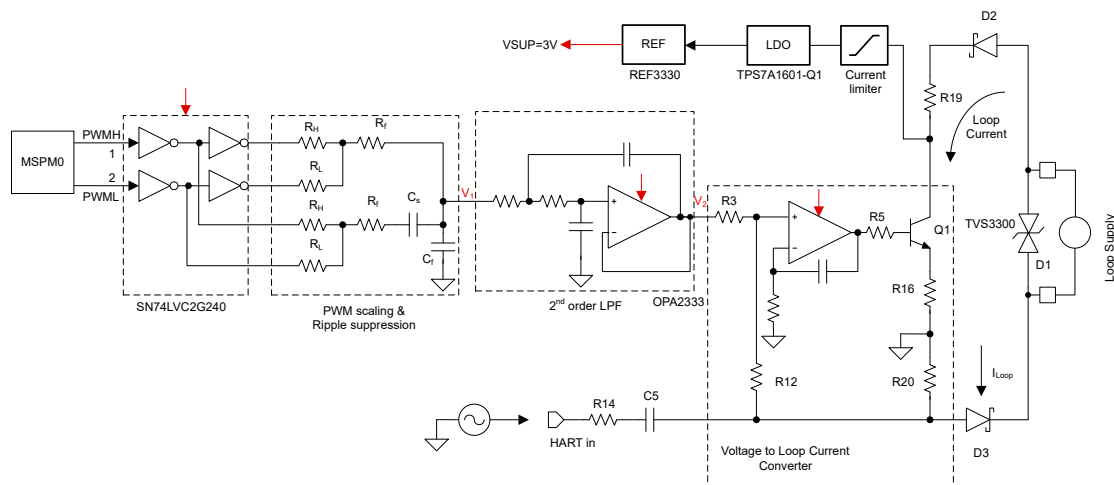 D2
VSUP=3V
REF
LDO
REF3330
TPS7A1601-Q1
Current
limiter
R19
Loop
Current
MSPM0
PWMH
1
2
PWML
RH
Rf
RL
RH
Rf
Cs
RL
Cf
V1
V2
R3
R5
Q1
TVS3300
D1
Loop Supply
SN74LVC2G240
PWM scaling &
Ripple suppression
2nd order LPF
OPA2333
R16
R12
R20
ILoop
R14
C5
HART in
D3
Voltage to Loop Current
Converter